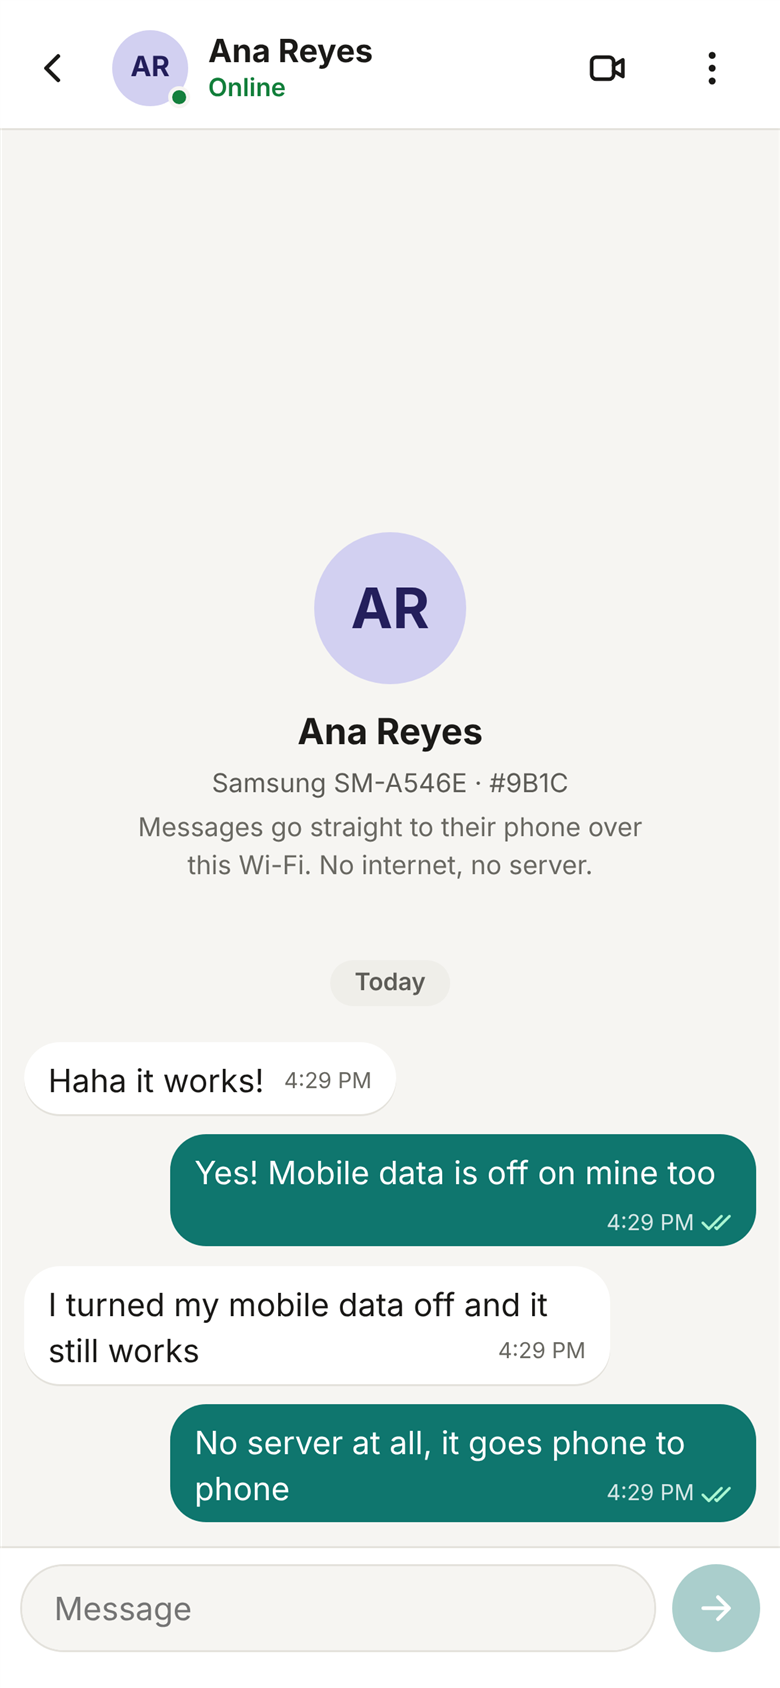 AR
Ana Reyes
Online
AR
Ana Reyes
Samsung SM-A546E · #9B1C
Messages go straight to their phone over
this Wi-Fi. No internet, no server.
Today
Haha it works! 4:29 PM
Yes! Mobile data is off on mine too
4:29 PM
I turned my mobile data off and it
still works 4:29 PM
No server at all, it goes phone to
phone 4:29 PM
Message